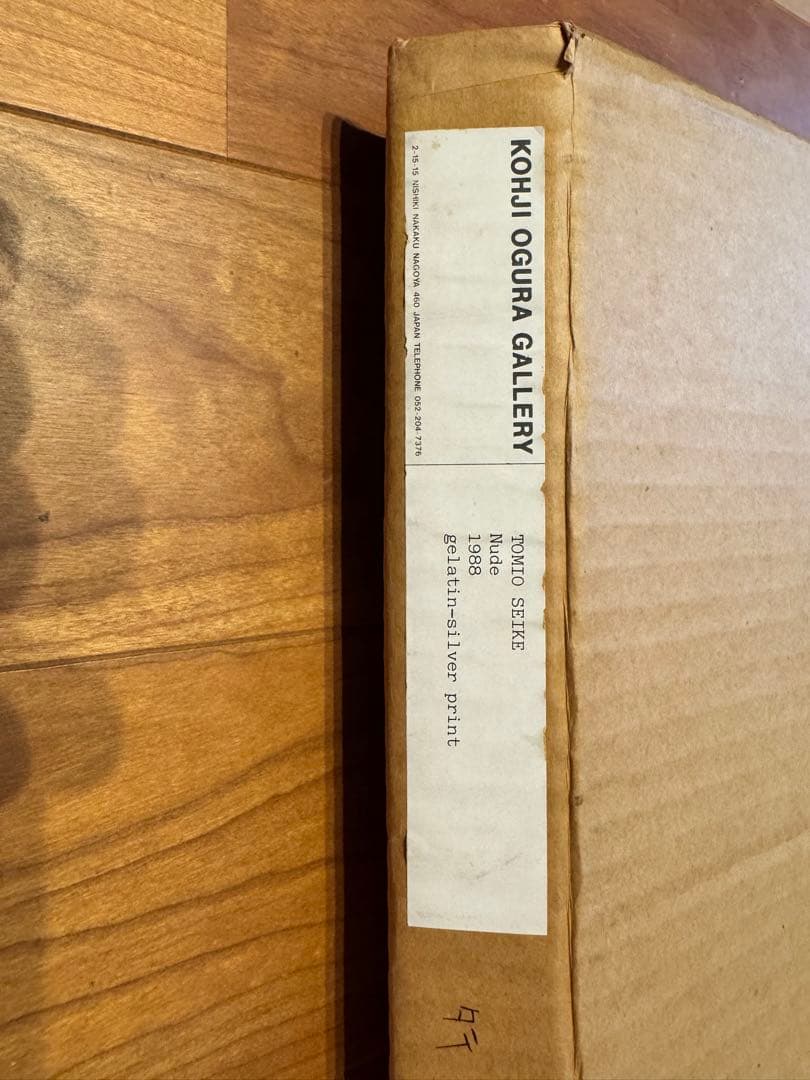 KOHJI OGURA GALLERY
2-15-15 NISHIKI NAKAKU NAGOYA 460 JAPAN TELEPHONE 052-204-7376
TOMIO SEIKE
Nude
1988
gelatin-silver print